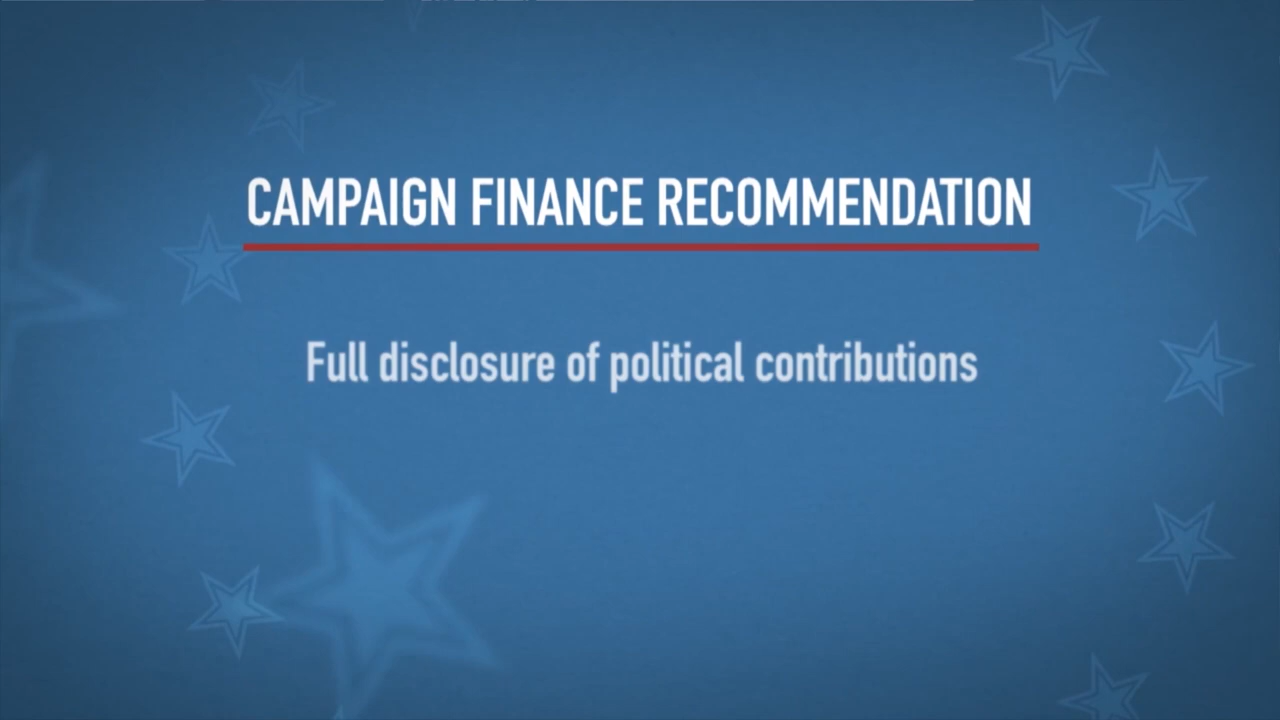 CAMPAIGN FINANCE RECOMMENDATION
Full disclosure of political contributions